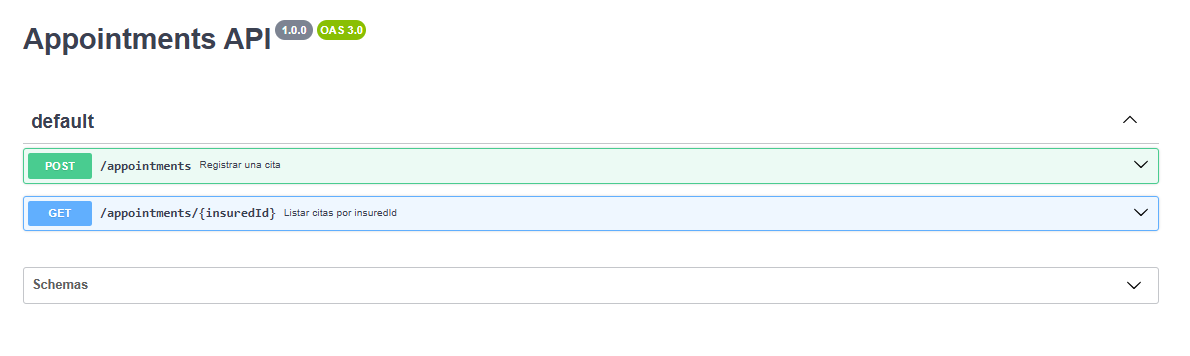 Appointments API 1.0.0 OAS 3.0
default
POST /appointments Registrar una cita
GET /appointments/{insuredId} Listar citas por insuredId
Schemas